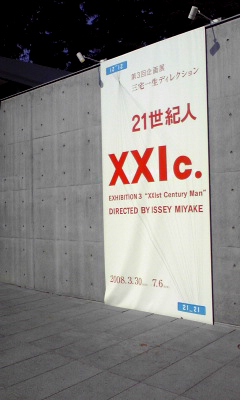 第3回企画展
三宅一生ディレクション
21世紀人
XXIc.
EXHIBITION 3 "XXIst Century Man"
DIRECTED BY ISSEY MIYAKE
2008.3.30 7.6
21_21